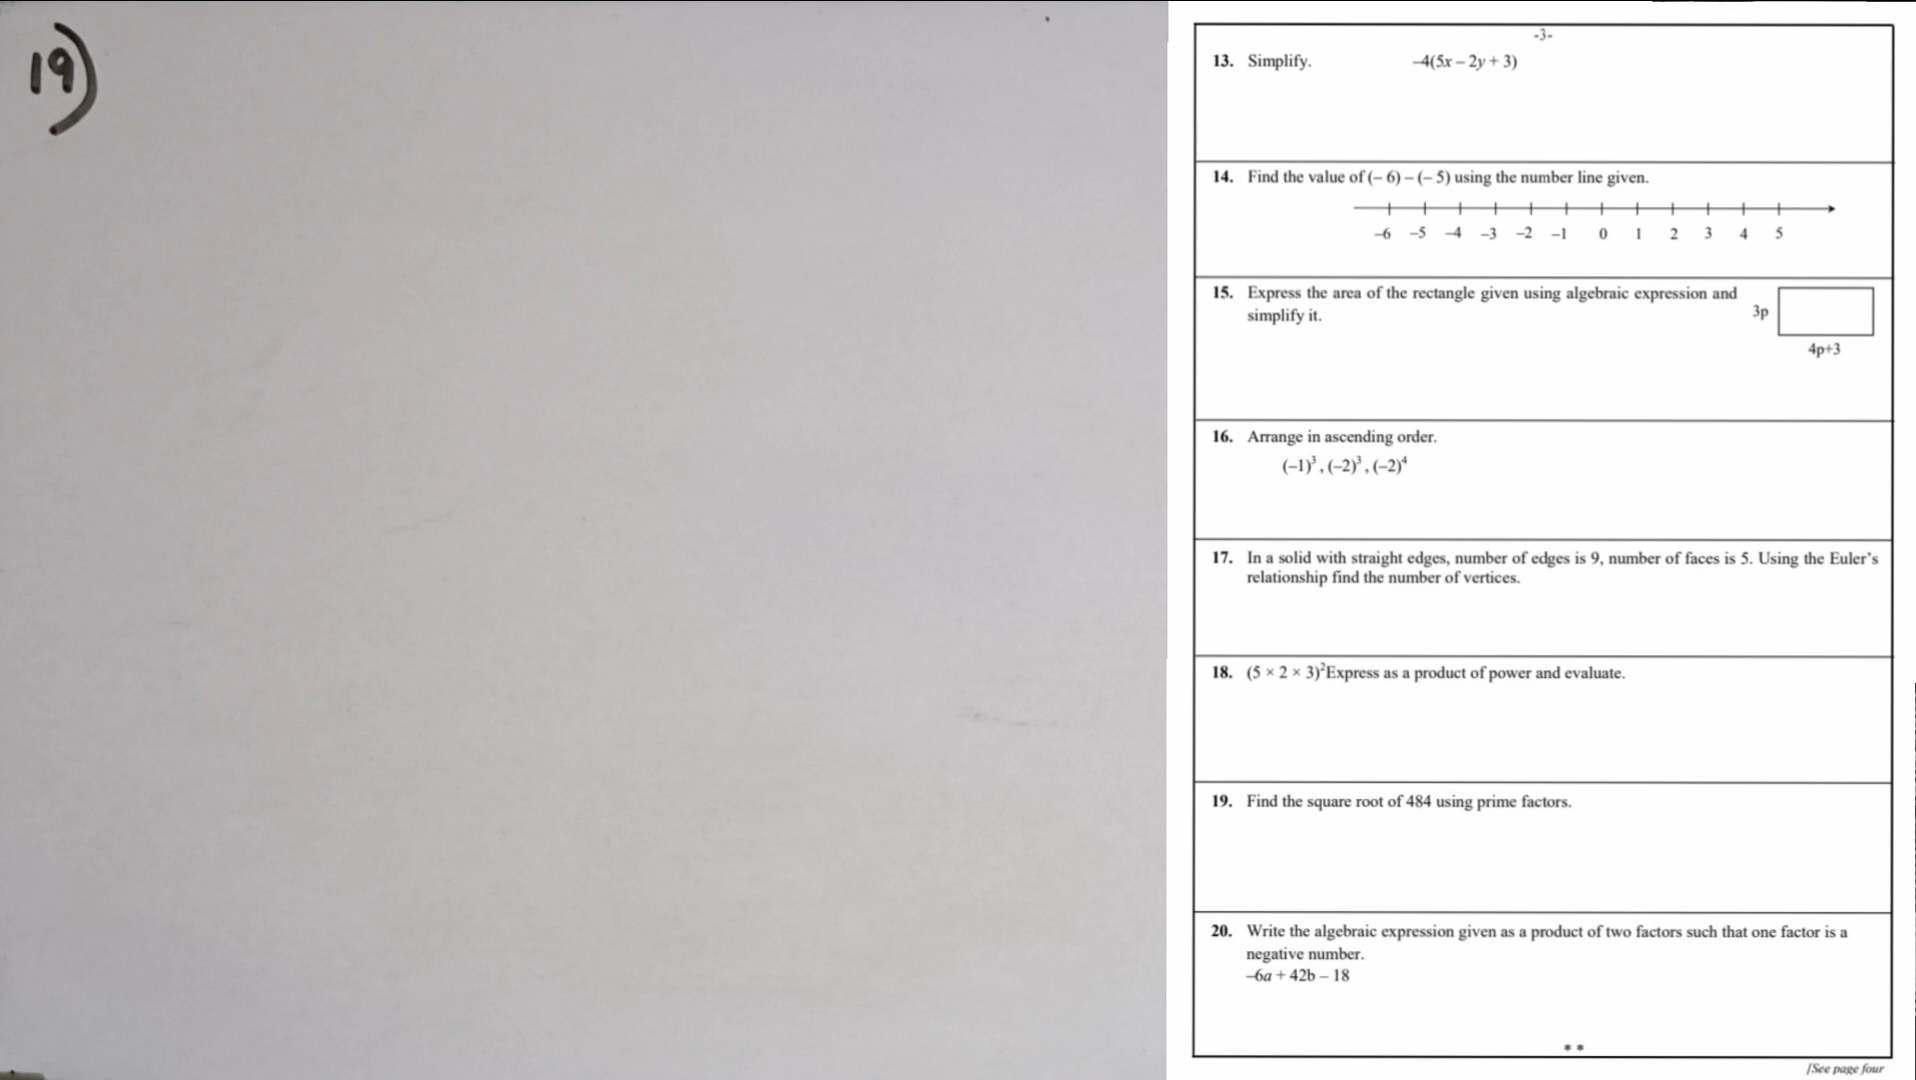 19)
-3-
13. Simplify. –4(5x – 2y + 3)
14. Find the value of (– 6) – (– 5) using the number line given.
–6 –5 –4 –3 –2 –1 0 1 2 3 4 5
15. Express the area of the rectangle given using algebraic expression and
simplify it.
3p
4p+3
16. Arrange in ascending order.
(–1)³ , (–2)³ , (–2)⁴
17. In a solid with straight edges, number of edges is 9, number of faces is 5. Using the Euler’s
relationship find the number of vertices.
18. (5 × 2 × 3)²Express as a product of power and evaluate.
19. Find the square root of 484 using prime factors.
20. Write the algebraic expression given as a product of two factors such that one factor is a
negative number.
–6a + 42b – 18
* *
[See page four